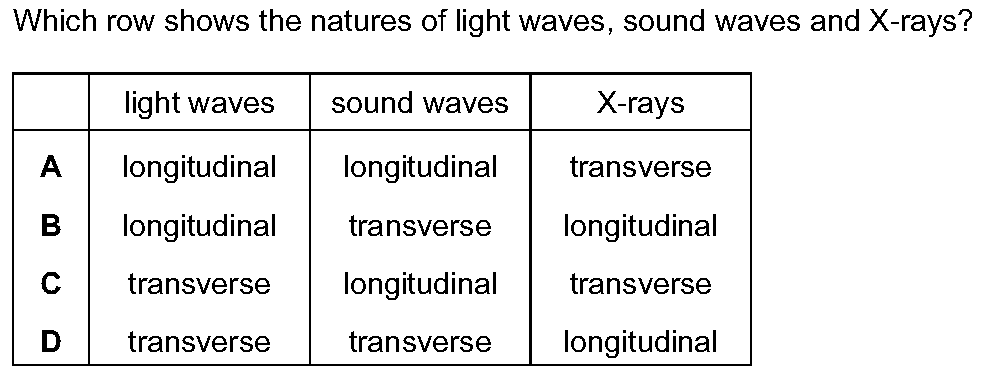 Which row shows the natures of light waves, sound waves and X-rays?
light waves sound waves X-rays
A longitudinal longitudinal transverse
B longitudinal transverse longitudinal
C transverse longitudinal transverse
D transverse transverse longitudinal